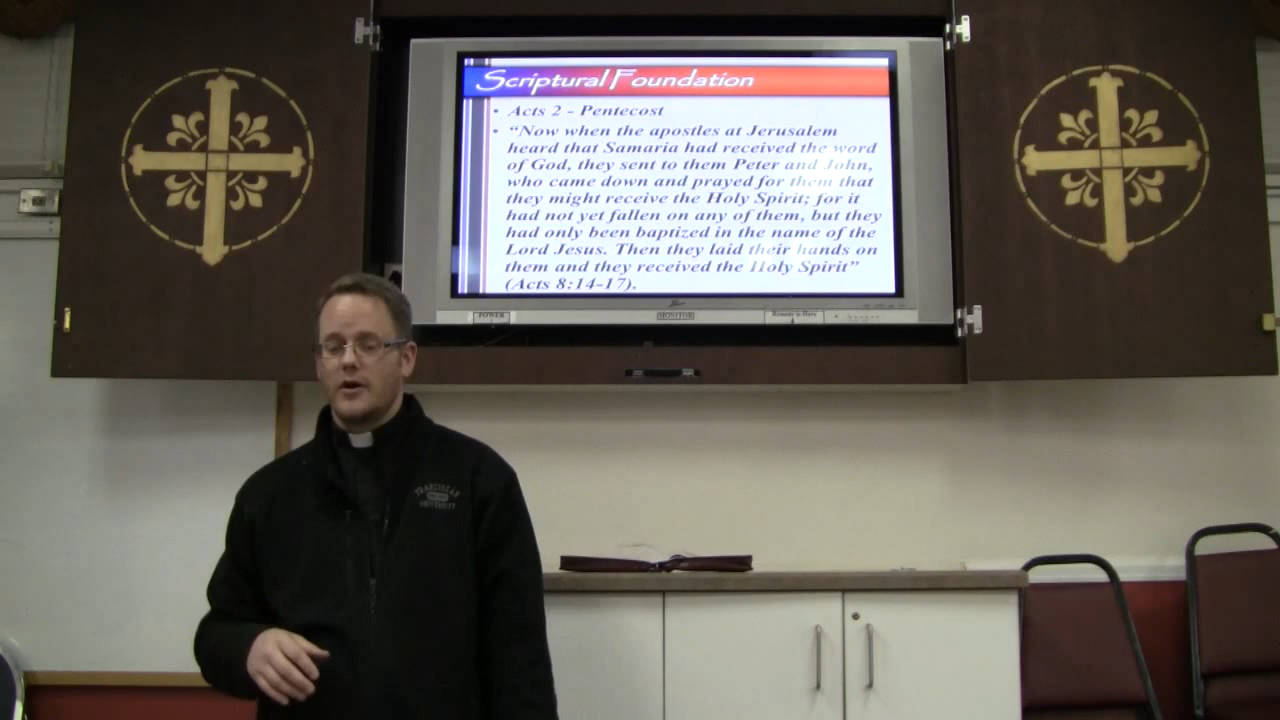 Scriptural Foundation
• Acts 2 - Pentecost
• “Now when the apostles at Jerusalem
heard that Samaria had received the word
of God, they sent to them Peter and John,
who came down and prayed for them that
they might receive the Holy Spirit; for it
had not yet fallen on any of them, but they
had only been baptized in the name of the
Lord Jesus. Then they laid their hands on
them and they received the Holy Spirit”
(Acts 8:14-17).
POWER
MONITOR
FRANCISCAN
UNIVERSITY